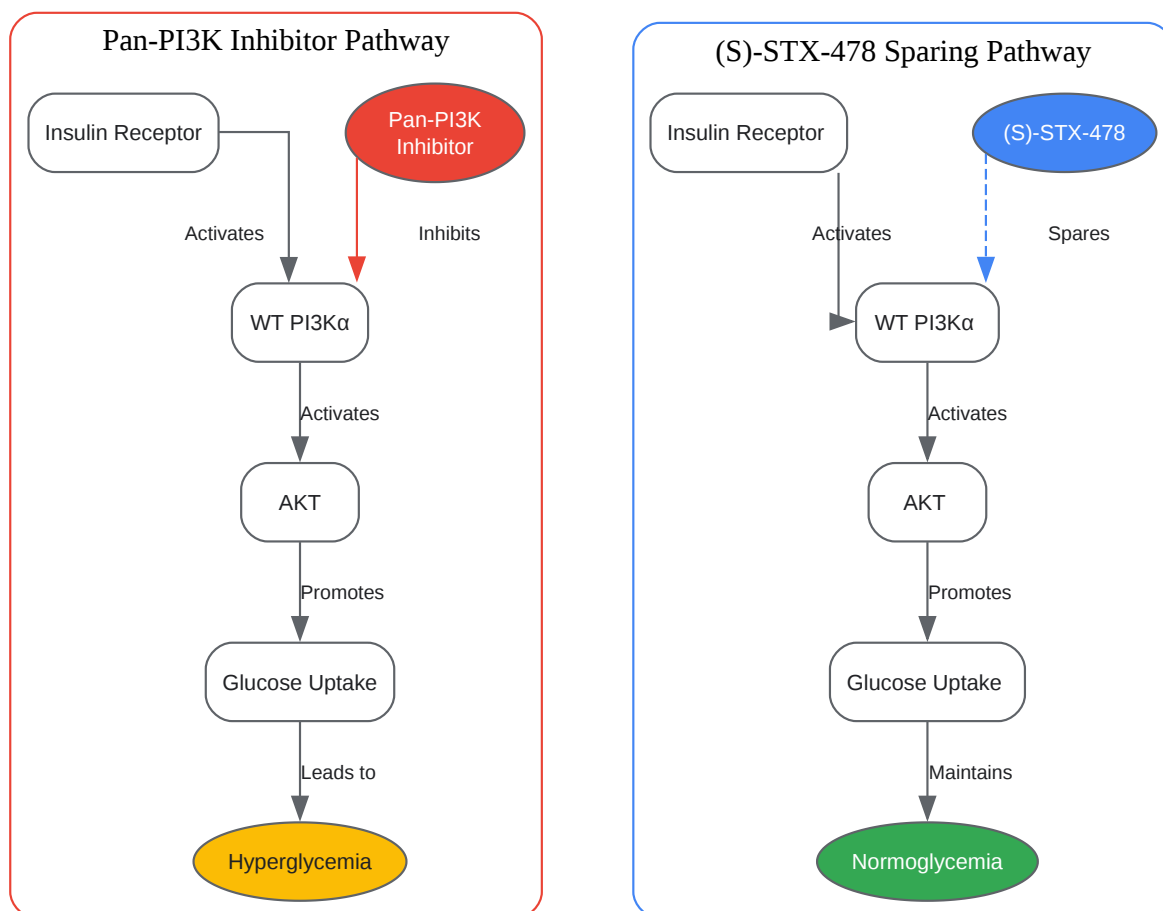 Pan-PI3K Inhibitor Pathway
Insulin Receptor
Pan-PI3K
Inhibitor
Activates
Inhibits
WT PI3Kα
Activates
AKT
Promotes
Glucose Uptake
Leads to
Hyperglycemia
(S)-STX-478 Sparing Pathway
Insulin Receptor
(S)-STX-478
Activates
Spares
WT PI3Kα
Activates
AKT
Promotes
Glucose Uptake
Maintains
Normoglycemia